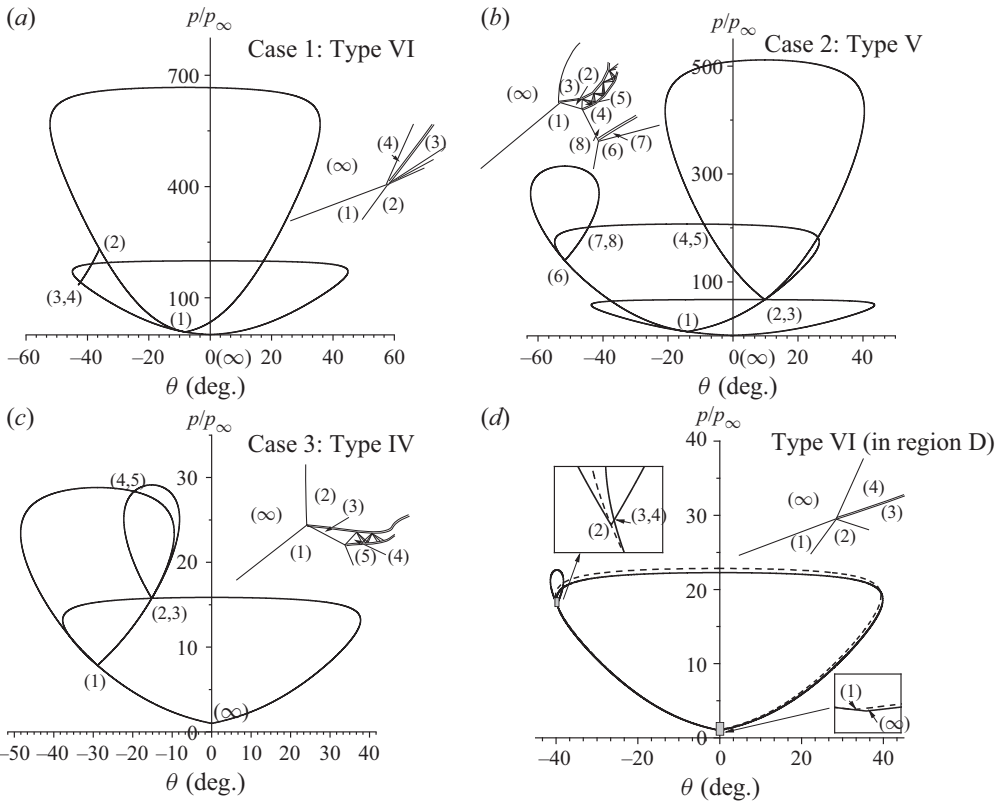 (a)
p/p∞
Case 1: Type VI
700
400
100
(∞)
(1)
(2)
(3)
(4)
(2)
(3,4)
(1)
−60 −40 −20 0(∞) 20 40 60
θ (deg.)
(b)
p/p∞
Case 2: Type V
500
300
100
(∞)
(3)
(2)
(1)
(5)
(4)
(8)
(6)
(7)
(7,8)
(4,5)
(6)
(1)
(2,3)
−60 −40 −20 0(∞) 20 40
θ (deg.)
(c)
p/p∞
Case 3: Type IV
30
20
10
0
(4,5)
(2,3)
(1)
(∞)
(∞)
(2)
(3)
(1)
(5)
(4)
−50 −40 −30 −20 −10 0 10 20 30 40
θ (deg.)
(d)
p/p∞
Type VI (in region D)
40
30
20
10
0
(∞)
(4)
(3)
(1)
(2)
(2)
(3,4)
(1)
(∞)
−40 −20 0 20 40
θ (deg.)